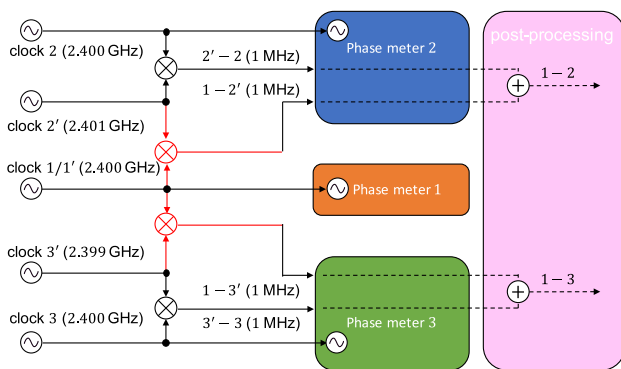 clock 2 (2.400 GHz)
Phase meter 2
post-processing
2′ − 2 (1 MHz)
1 − 2
1 − 2′ (1 MHz)
clock 2′ (2.401 GHz)
clock 1/1′ (2.400 GHz)
Phase meter 1
clock 3′ (2.399 GHz)
1 − 3
1 − 3′ (1 MHz)
3′ − 3 (1 MHz)
Phase meter 3
clock 3 (2.400 GHz)